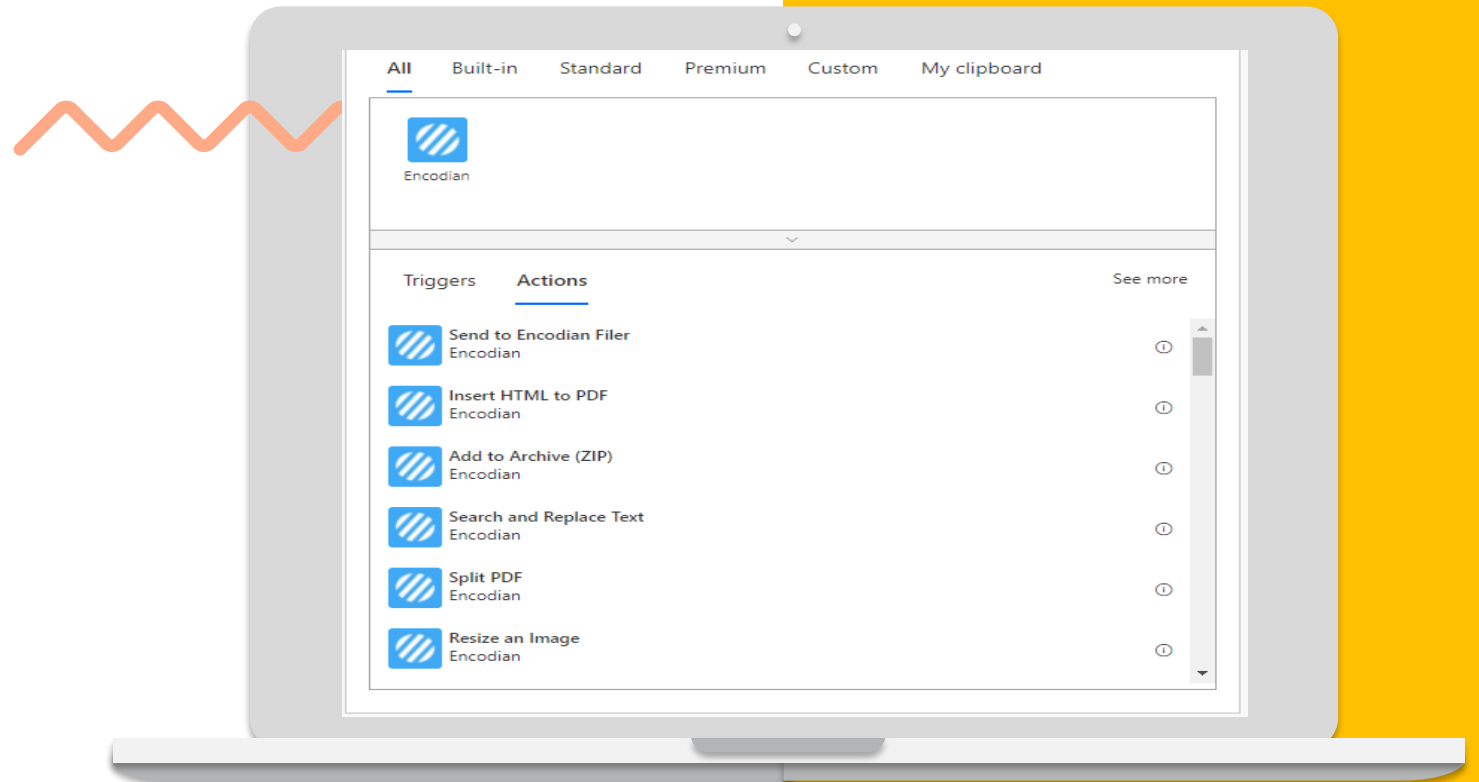 All Built-in Standard Premium Custom My clipboard
Encodian
Triggers Actions See more
Send to Encodian Filer
Encodian
Insert HTML to PDF
Encodian
Add to Archive (ZIP)
Encodian
Search and Replace Text
Encodian
Split PDF
Encodian
Resize an Image
Encodian